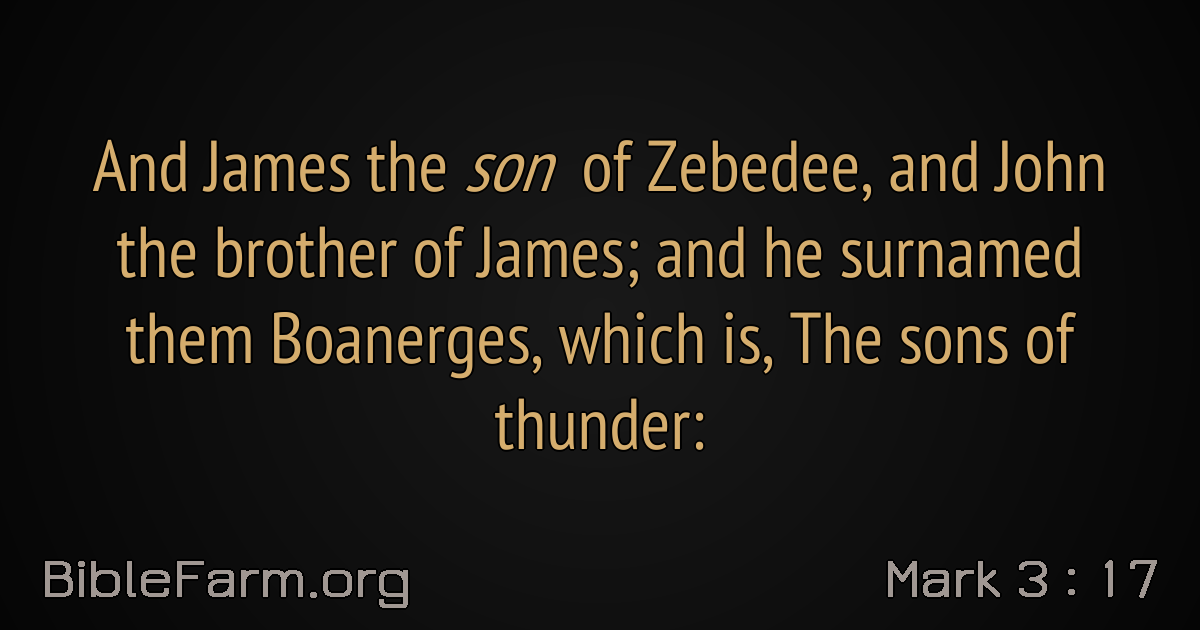 And James the son of Zebedee, and John
the brother of James; and he surnamed
them Boanerges, which is, The sons of
thunder:
BibleFarm.org
Mark 3 : 17